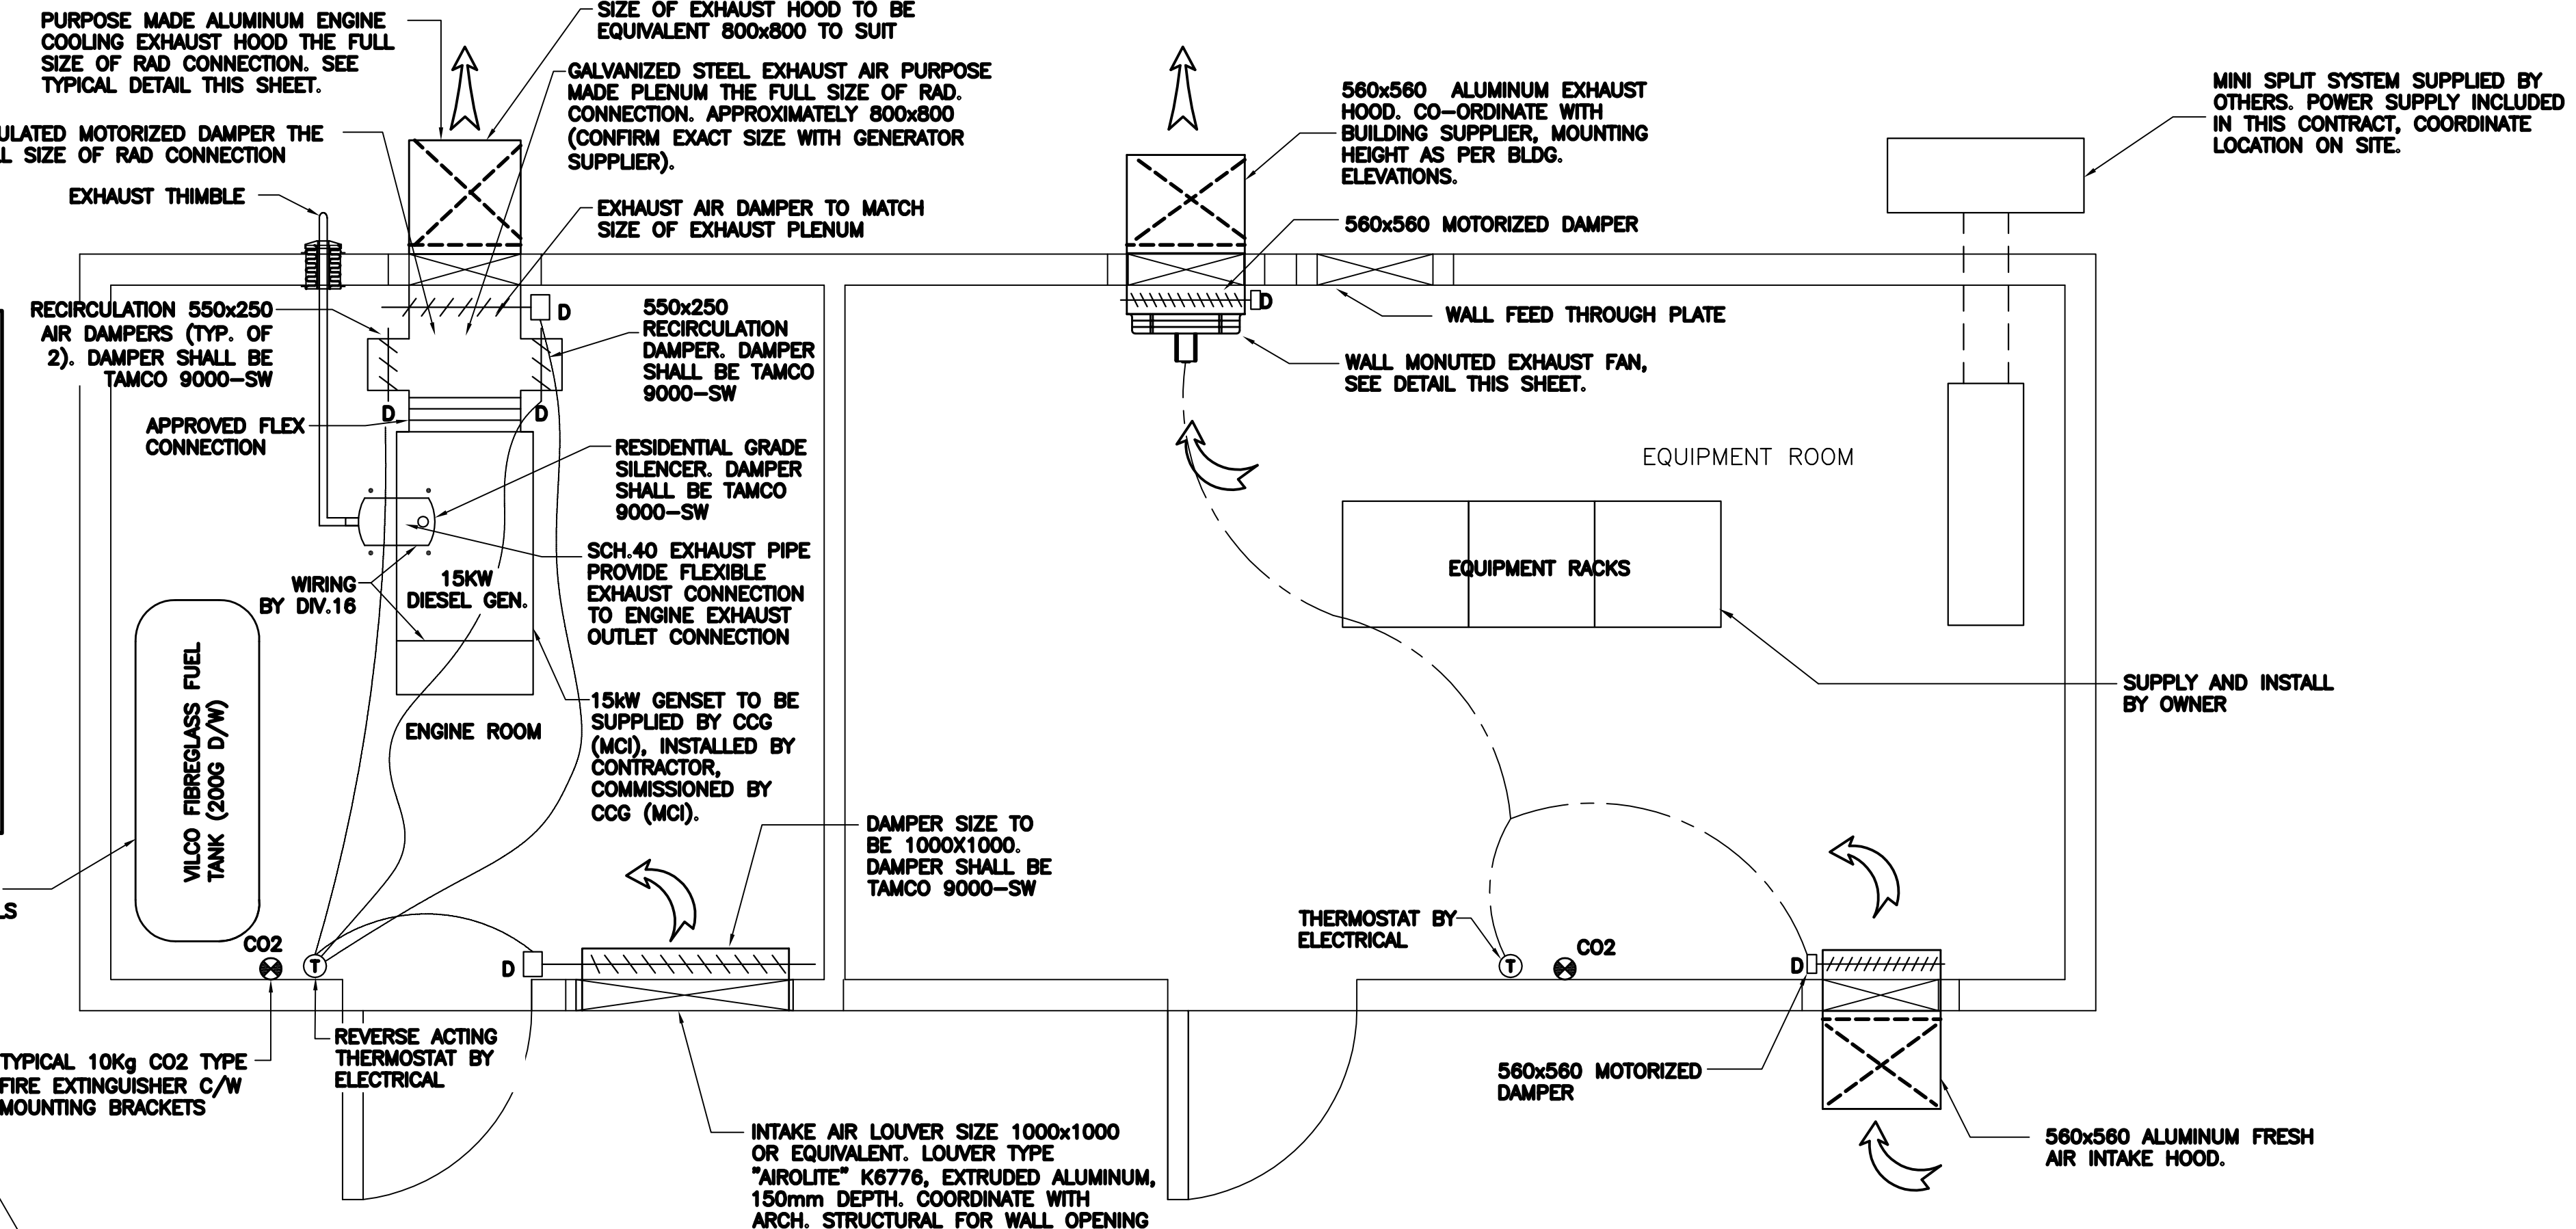 PURPOSE MADE ALUMINUM ENGINE
COOLING EXHAUST HOOD THE FULL
SIZE OF RAD CONNECTION. SEE
TYPICAL DETAIL THIS SHEET.
SIZE OF EXHAUST HOOD TO BE
EQUIVALENT 800x800 TO SUIT
GALVANIZED STEEL EXHAUST AIR PURPOSE
MADE PLENUM THE FULL SIZE OF RAD.
CONNECTION. APPROXIMATELY 800x800
(CONFIRM EXACT SIZE WITH GENERATOR
SUPPLIER).
ULATED MOTORIZED DAMPER THE
L SIZE OF RAD CONNECTION
EXHAUST THIMBLE
EXHAUST AIR DAMPER TO MATCH
SIZE OF EXHAUST PLENUM
560x560 ALUMINUM EXHAUST
HOOD. CO-ORDINATE WITH
BUILDING SUPPLIER, MOUNTING
HEIGHT AS PER BLDG.
ELEVATIONS.
560x560 MOTORIZED DAMPER
MINI SPLIT SYSTEM SUPPLIED BY
OTHERS. POWER SUPPLY INCLUDED
IN THIS CONTRACT, COORDINATE
LOCATION ON SITE.
RECIRCULATION 550x250
AIR DAMPERS (TYP. OF
2). DAMPER SHALL BE
TAMCO 9000-SW
D
550x250
RECIRCULATION
DAMPER. DAMPER
SHALL BE TAMCO
9000-SW
D
WALL FEED THROUGH PLATE
WALL MONUTED EXHAUST FAN,
SEE DETAIL THIS SHEET.
D
D
APPROVED FLEX
CONNECTION
RESIDENTIAL GRADE
SILENCER. DAMPER
SHALL BE TAMCO
9000-SW
EQUIPMENT ROOM
SCH.40 EXHAUST PIPE
PROVIDE FLEXIBLE
EXHAUST CONNECTION
TO ENGINE EXHAUST
OUTLET CONNECTION
WIRING
BY DIV.16
15KW
DIESEL GEN.
EQUIPMENT RACKS
VILCO FIBREGLASS FUEL
TANK (200G D/W)
ENGINE ROOM
15kW GENSET TO BE
SUPPLIED BY CCG
(MCI), INSTALLED BY
CONTRACTOR,
COMMISSIONED BY
CCG (MCI).
SUPPLY AND INSTALL
BY OWNER
DAMPER SIZE TO
BE 1000X1000.
DAMPER SHALL BE
TAMCO 9000-SW
LS
CO2
T
D
THERMOSTAT BY
ELECTRICAL
T
CO2
D
TYPICAL 10Kg CO2 TYPE
FIRE EXTINGUISHER C/W
MOUNTING BRACKETS
REVERSE ACTING
THERMOSTAT BY
ELECTRICAL
560x560 MOTORIZED
DAMPER
INTAKE AIR LOUVER SIZE 1000x1000
OR EQUIVALENT. LOUVER TYPE
"AIROLITE" K6776, EXTRUDED ALUMINUM,
150mm DEPTH. COORDINATE WITH
ARCH. STRUCTURAL FOR WALL OPENING
560x560 ALUMINUM FRESH
AIR INTAKE HOOD.